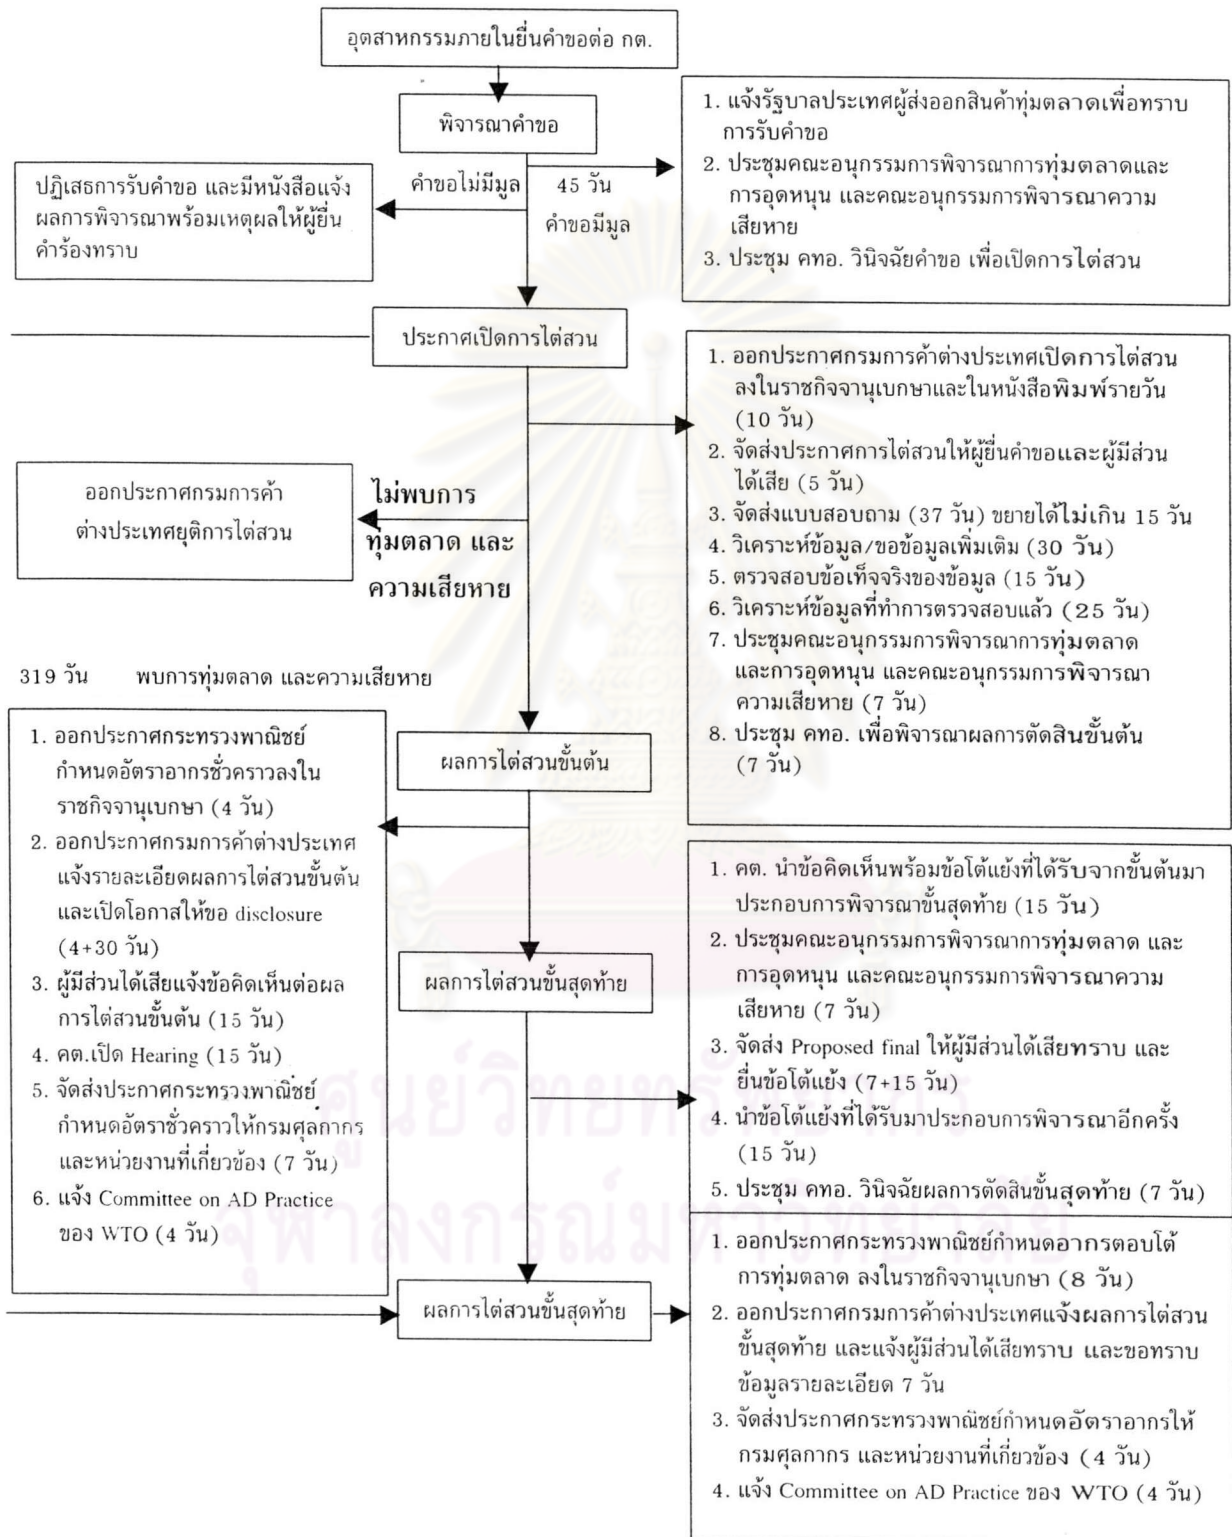 อุตสาหกรรมภายในยื่นคำขอต่อ กต.
พิจารณาคำขอ
1. แจ้งรัฐบาลประเทศผู้ส่งออกสินค้าทุ่มตลาดเพื่อทราบ
การรับคำขอ
2. ประชุมคณะอนุกรรมการพิจารณาการทุ่มตลาดและ
การอุดหนุน และคณะอนุกรรมการพิจารณาความ
เสียหาย
3. ประชุม คทอ. วินิจฉัยคำขอ เพื่อเปิดการไต่สวน
ปฏิเสธการรับคำขอ และมีหนังสือแจ้ง
ผลการพิจารณาพร้อมเหตุผลให้ผู้ยื่น
คำร้องทราบ
คำขอไม่มีมูล
45 วัน
คำขอมีมูล
ประกาศเปิดการไต่สวน
1. ออกประกาศกรมการค้าต่างประเทศเปิดการไต่สวน
ลงในราชกิจจานุเบกษาและในหนังสือพิมพ์รายวัน
(10 วัน)
2. จัดส่งประกาศการไต่สวนให้ผู้ยื่นคำขอและผู้มีส่วน
ได้เสีย (5 วัน)
3. จัดส่งแบบสอบถาม (37 วัน) ขยายได้ไม่เกิน 15 วัน
4. วิเคราะห์ข้อมูล/ขอข้อมูลเพิ่มเติม (30 วัน)
5. ตรวจสอบข้อเท็จจริงของข้อมูล (15 วัน)
6. วิเคราะห์ข้อมูลที่ทำการตรวจสอบแล้ว (25 วัน)
7. ประชุมคณะอนุกรรมการพิจารณาการทุ่มตลาด
และการอุดหนุน และคณะอนุกรรมการพิจารณา
ความเสียหาย (7 วัน)
8. ประชุม คทอ. เพื่อพิจารณาผลการตัดสินขั้นต้น
(7 วัน)
ออกประกาศกรมการค้า
ต่างประเทศยุติการไต่สวน
ไม่พบการ
ทุ่มตลาด และ
ความเสียหาย
319 วัน พบการทุ่มตลาด และความเสียหาย
ผลการไต่สวนขั้นต้น
1. ออกประกาศกระทรวงพาณิชย์
กำหนดอัตราอากรชั่วคราวลงใน
ราชกิจจานุเบกษา (4 วัน)
2. ออกประกาศกรมการค้าต่างประเทศ
แจ้งรายละเอียดผลการไต่สวนขั้นต้น
และเปิดโอกาสให้ขอ disclosure
(4+30 วัน)
3. ผู้มีส่วนได้เสียแจ้งข้อคิดเห็นต่อผล
การไต่สวนขั้นต้น (15 วัน)
4. คต.เปิด Hearing (15 วัน)
5. จัดส่งประกาศกระทรวงพาณิชย์
กำหนดอัตราชั่วคราวให้กรมศุลกากร
และหน่วยงานที่เกี่ยวข้อง (7 วัน)
6. แจ้ง Committee on AD Practice
ของ WTO (4 วัน)
ผลการไต่สวนขั้นสุดท้าย
1. คต. นำข้อคิดเห็นพร้อมข้อโต้แย้งที่ได้รับจากขั้นต้นมา
ประกอบการพิจารณาขั้นสุดท้าย (15 วัน)
2. ประชุมคณะอนุกรรมการพิจารณาการทุ่มตลาด และ
การอุดหนุน และคณะอนุกรรมการพิจารณาความ
เสียหาย (7 วัน)
3. จัดส่ง Proposed final ให้ผู้มีส่วนได้เสียทราบ และ
ยื่นข้อโต้แย้ง (7+15 วัน)
4. นำข้อโต้แย้งที่ได้รับมาประกอบการพิจารณาอีกครั้ง
(15 วัน)
5. ประชุม คทอ. วินิจฉัยผลการตัดสินขั้นสุดท้าย (7 วัน)
ผลการไต่สวนขั้นสุดท้าย
1. ออกประกาศกระทรวงพาณิชย์กำหนดอากรตอบโต้
การทุ่มตลาด ลงในราชกิจจานุเบกษา (8 วัน)
2. ออกประกาศกรมการค้าต่างประเทศแจ้งผลการไต่สวน
ขั้นสุดท้าย และแจ้งผู้มีส่วนได้เสียทราบ และขอทราบ
ข้อมูลรายละเอียด 7 วัน
3. จัดส่งประกาศกระทรวงพาณิชย์กำหนดอัตราอากรให้
กรมศุลกากร และหน่วยงานที่เกี่ยวข้อง (4 วัน)
4. แจ้ง Committee on AD Practice ของ WTO (4 วัน)
ศูนย์วิทยทรัพยากร
จุฬาลงกรณ์มหาวิทยาลัย